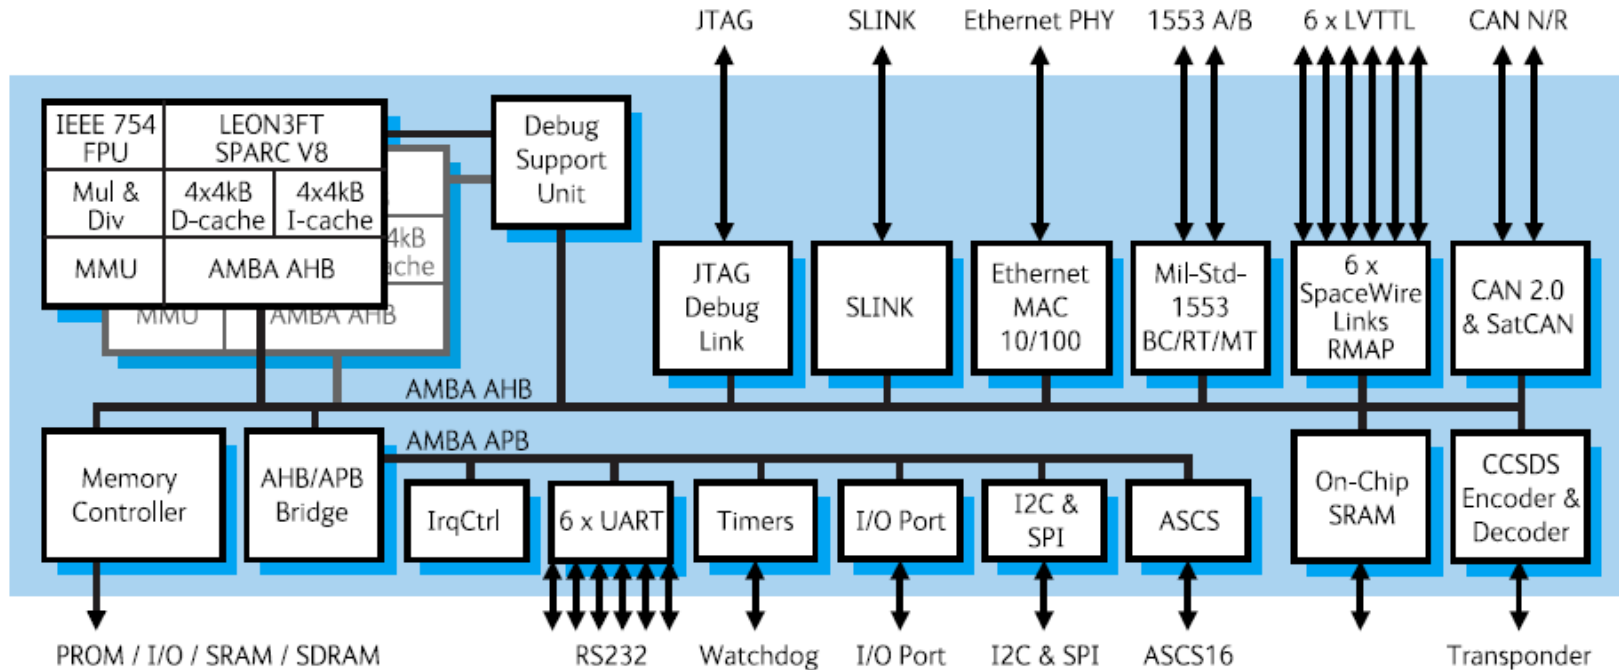 JTAG
SLINK
Ethernet PHY
1553 A/B
6 x LVTTL
CAN N/R
IEEE 754
FPU
LEON3FT
SPARC V8
Mul &
Div
4x4kB
D-cache
4x4kB
I-cache
MMU
AMBA AHB
4kB
ache
MMU
AMBA AHB
Debug
Support
Unit
JTAG
Debug
Link
SLINK
Ethernet
MAC
10/100
Mil-Std-
1553
BC/RT/MT
6 x
SpaceWire
Links
RMAP
CAN 2.0
& SatCAN
AMBA AHB
AMBA APB
Memory
Controller
AHB/APB
Bridge
IrqCtrl
6 x UART
Timers
I/O Port
I2C &
SPI
ASCS
On-Chip
SRAM
CCSDS
Encoder &
Decoder
PROM / I/O / SRAM / SDRAM
RS232
Watchdog
I/O Port
I2C & SPI
ASCS16
Transponder